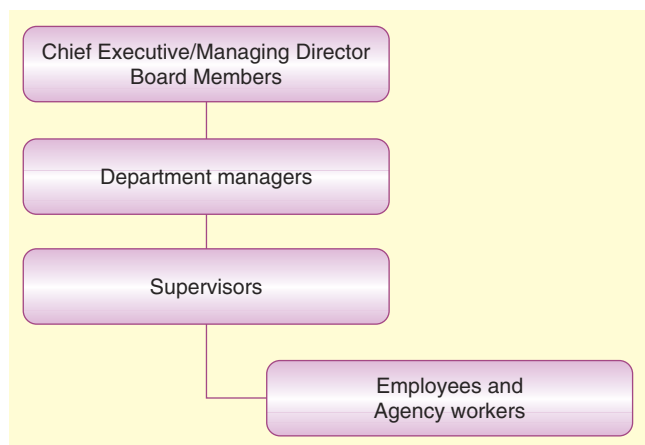 Chief Executive/Managing Director
Board Members
Department managers
Supervisors
Employees and
Agency workers